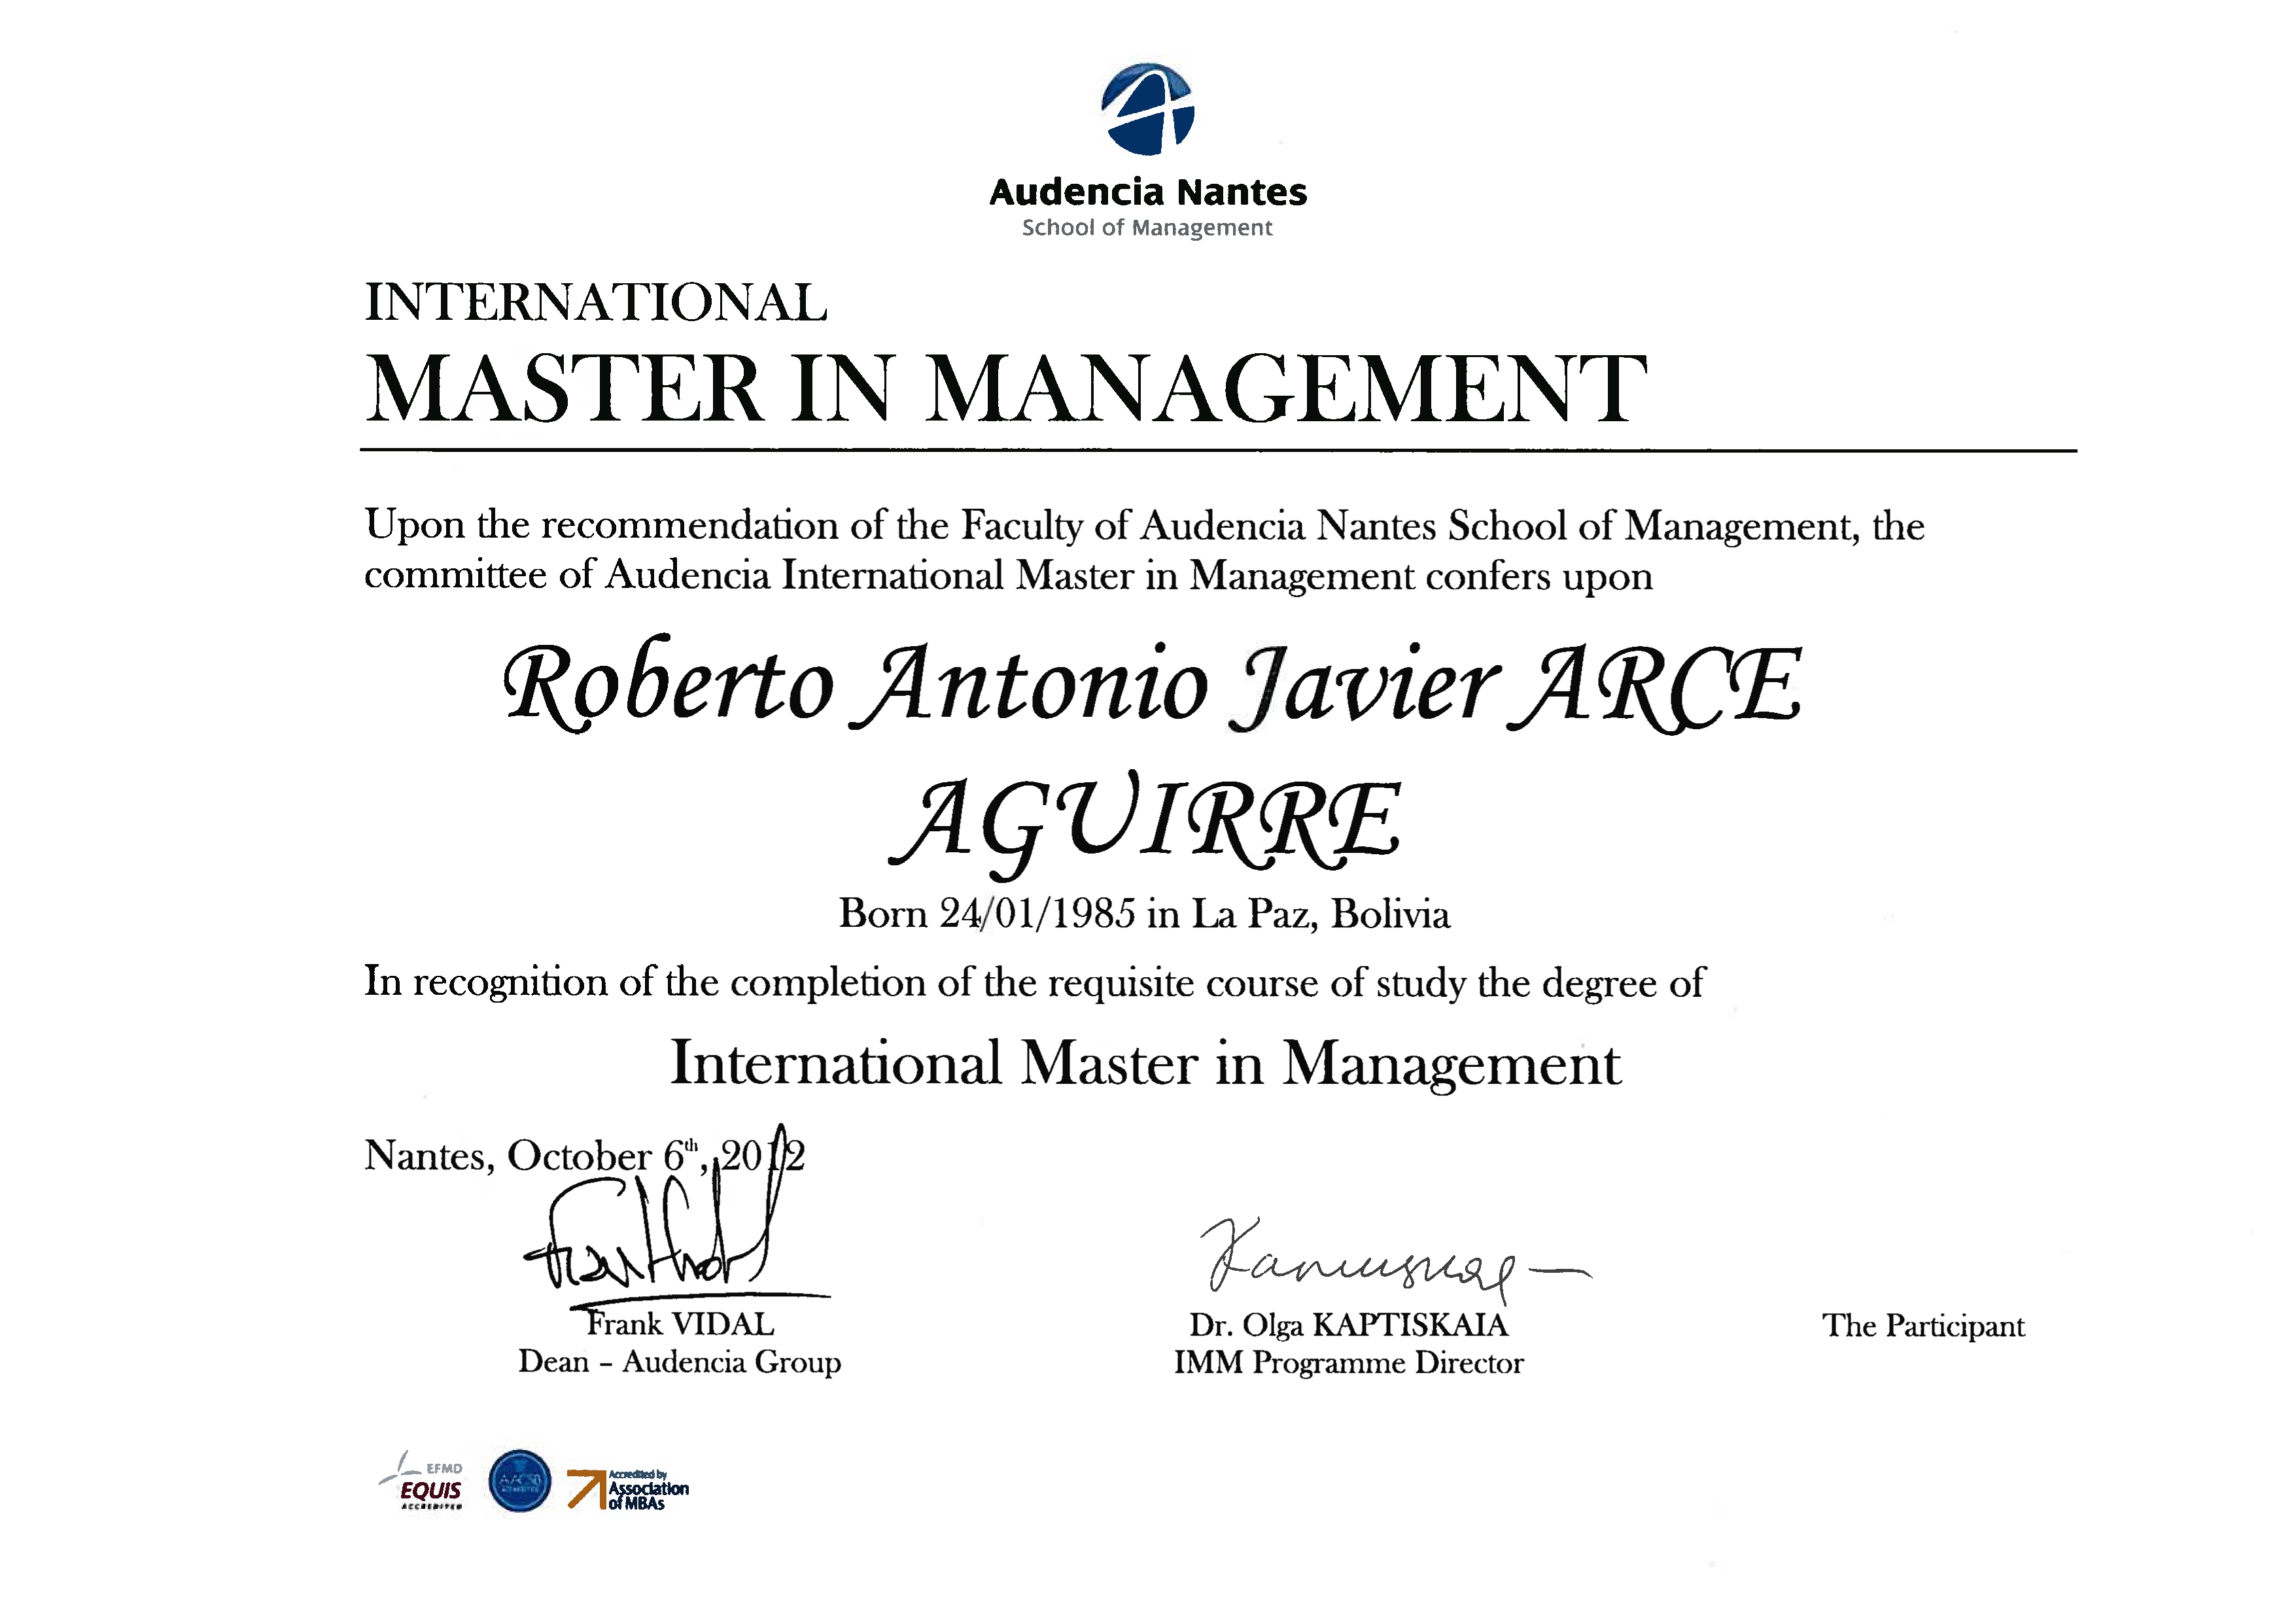 Audencia Nantes
School of Management
INTERNATIONAL
MASTER IN MANAGEMENT
Upon the recommendation of the Faculty of Audencia Nantes School of Management, the
committee of Audencia International Master in Management confers upon
Roberto Antonio Javier ARCE
AGUIRRE
Born 24/01/1985 in La Paz, Bolivia
In recognition of the completion of the requisite course of study the degree of
International Master in Management
Nantes, October 6th, 2012
Frank VIDAL
Dean – Audencia Group
Dr. Olga KAPTISKAIA
IMM Programme Director
The Participant
EFMD
EQUIS
ACCREDITED
AACSB
Accredited by
Association
of MBAs